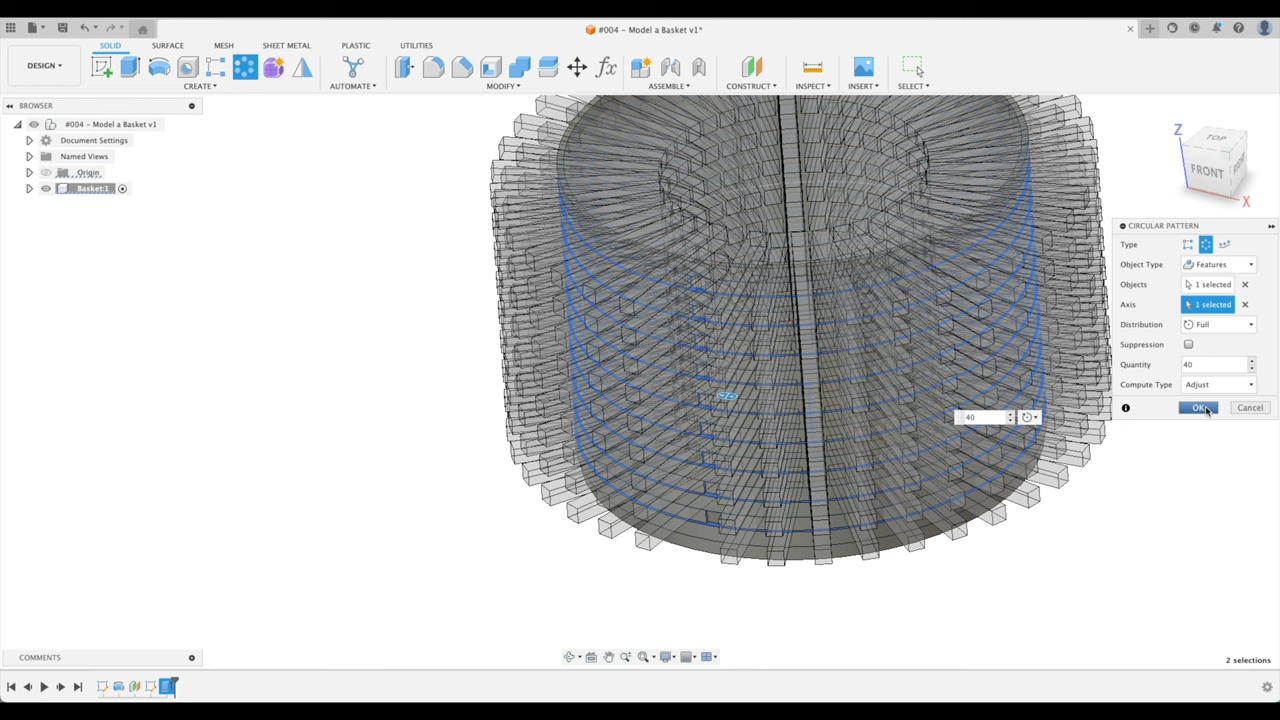 #004 – Model a Basket v1*
DESIGN
SOLID SURFACE MESH SHEET METAL PLASTIC UTILITIES
CREATE AUTOMATE MODIFY ASSEMBLE CONSTRUCT INSPECT INSERT SELECT
BROWSER
#004 – Model a Basket v1
Document Settings
Named Views
Origin
Basket:1
TOP
FRONT
Z
X
CIRCULAR PATTERN
Type
Object Type Features
Objects 1 selected
Axis 1 selected
Distribution Full
Suppression
Quantity 40
Compute Type Adjust
OK Cancel
40
COMMENTS
2 selections